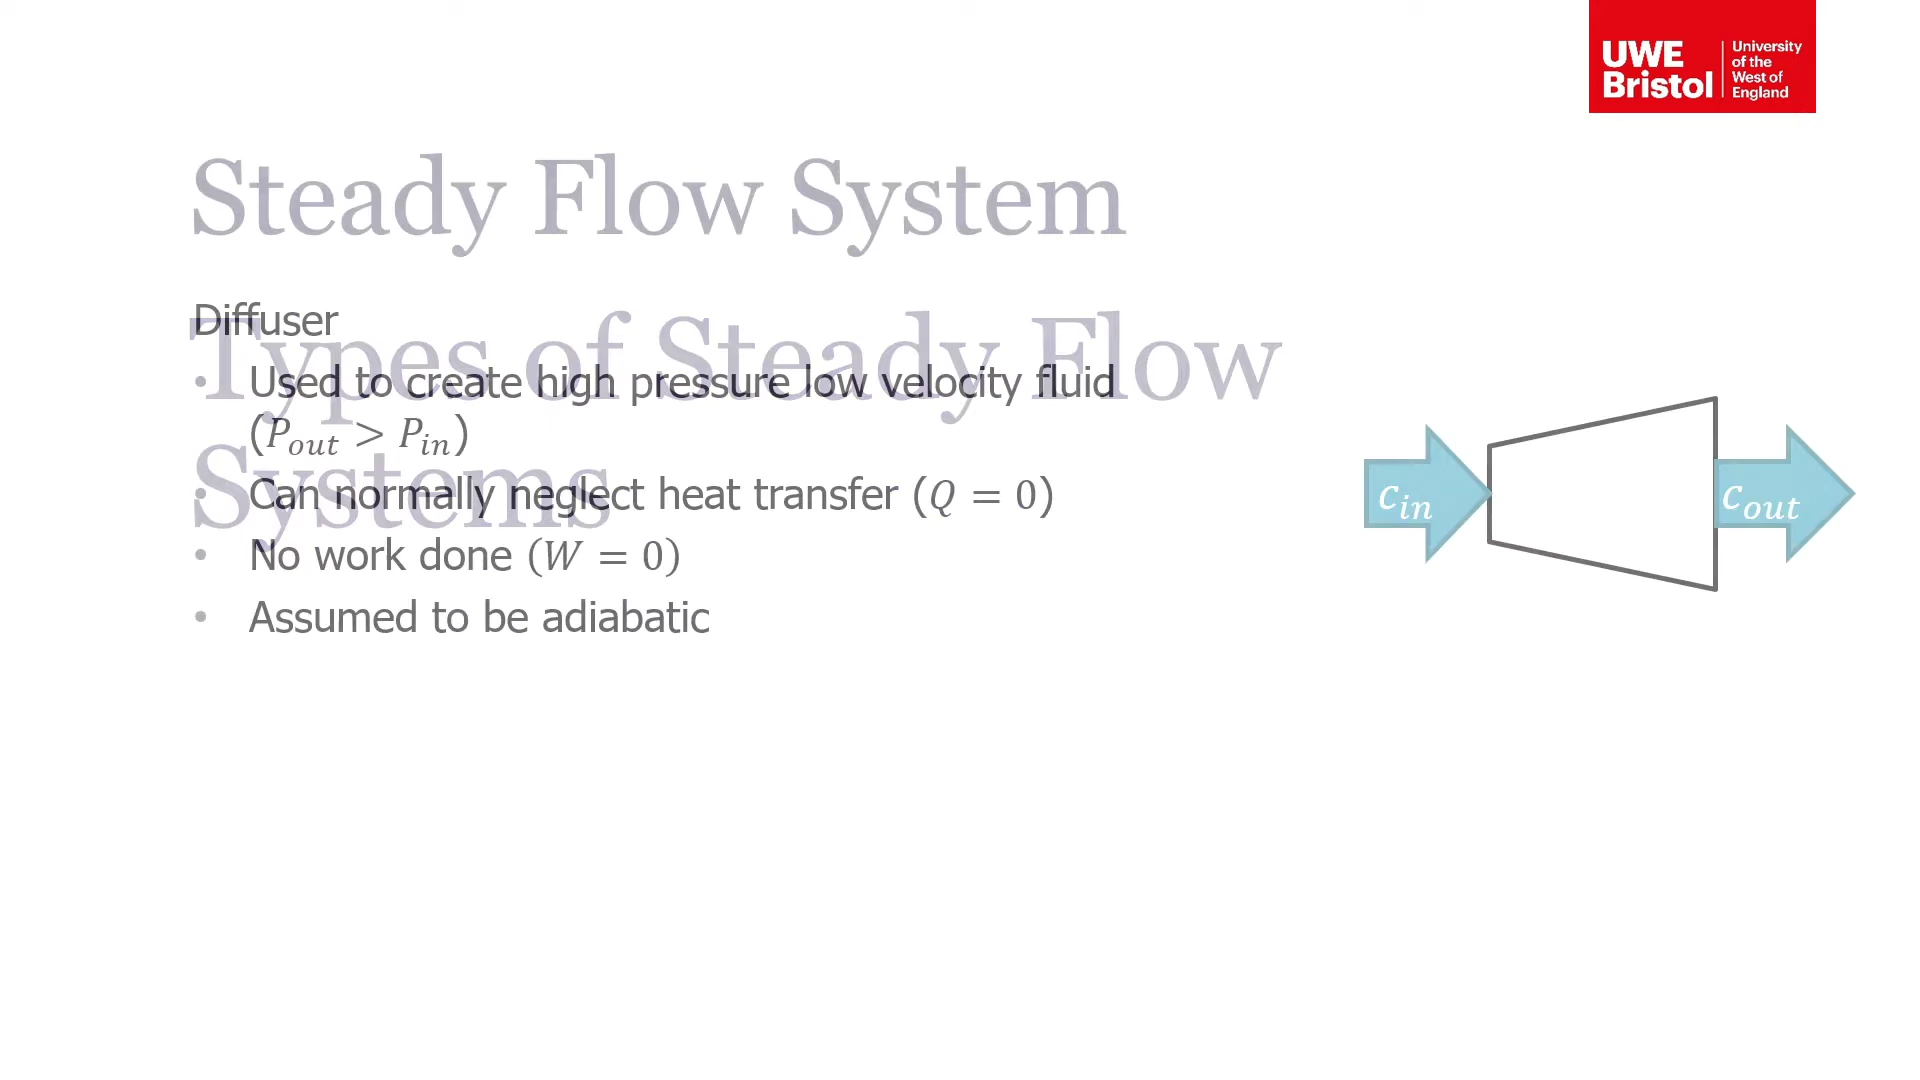 UWE
Bristol
University
of the
West of
England
Steady Flow System
Types of Steady Flow
Systems
Diffuser
• Used to create high pressure low velocity fluid
(P_out > P_in)
• Can normally neglect heat transfer (Q = 0)
• No work done (W = 0)
• Assumed to be adiabatic
c_in
c_out